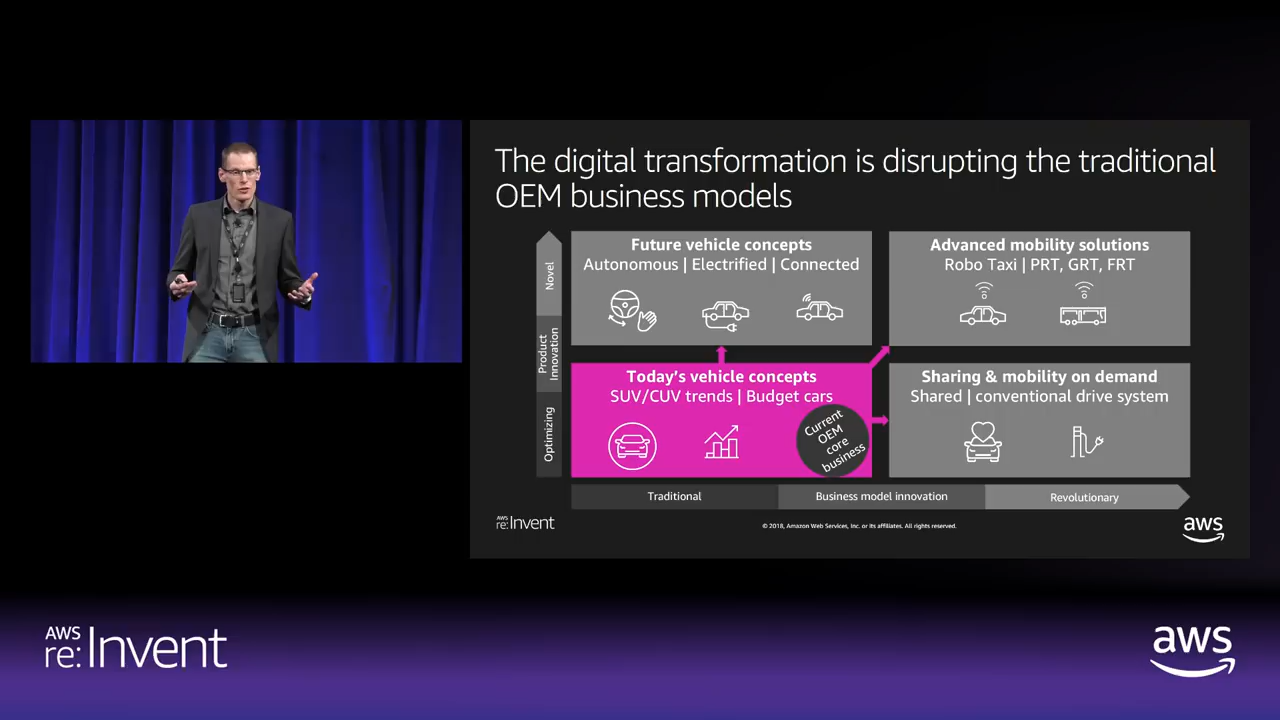 The digital transformation is disrupting the traditional
OEM business models
Novel
Product
Innovation
Optimizing
Future vehicle concepts
Autonomous | Electrified | Connected
Advanced mobility solutions
Robo Taxi | PRT, GRT, FRT
Today's vehicle concepts
SUV/CUV trends | Budget cars
Current
OEM
core
business
Sharing & mobility on demand
Shared | conventional drive system
Traditional
Business model innovation
Revolutionary
AWS
re:Invent
© 2018, Amazon Web Services, Inc. or its affiliates. All rights reserved.
aws
AWS
re:Invent
aws